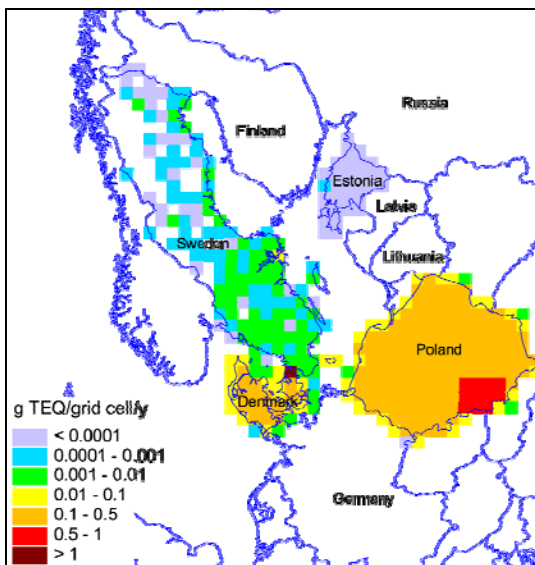 Russia
Finland
Estonia
Latvia
Sweden
Lithuania
Poland
Denmark
g TEQ/grid cell/y
< 0.0001
0.0001 - 0.001
0.001 - 0.01
0.01 - 0.1
0.1 - 0.5
0.5 - 1
> 1
Germany